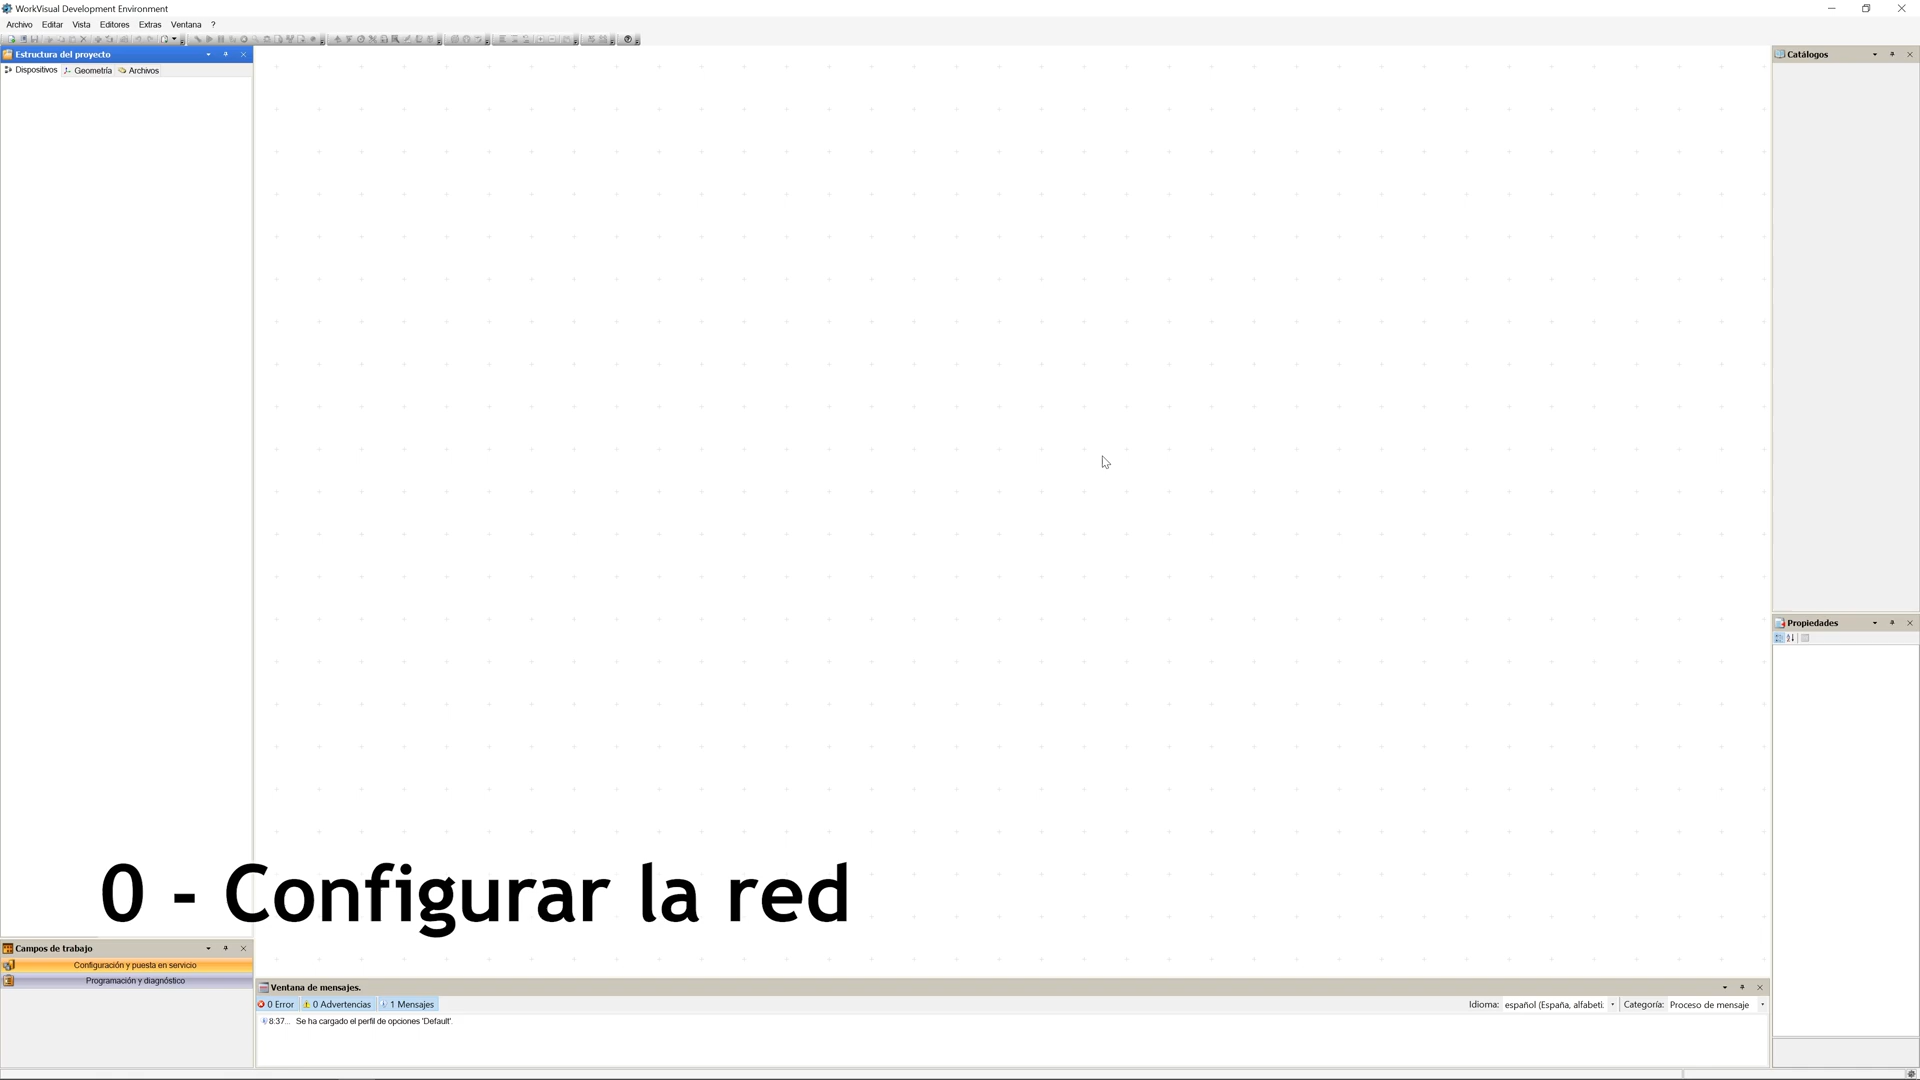 WorkVisual Development Environment
Archivo Editar Vista Editores Extras Ventana ?
Estructura del proyecto
Dispositivos Geometría Archivos
Catálogos
Propiedades
0 - Configurar la red
Campos de trabajo
Configuración y puesta en servicio
Programación y diagnóstico
Ventana de mensajes.
0 Error 0 Advertencias 1 Mensajes
Idioma: español (España, alfabeti: Categoría: Proceso de mensaje
8:37... Se ha cargado el perfil de opciones 'Default'.